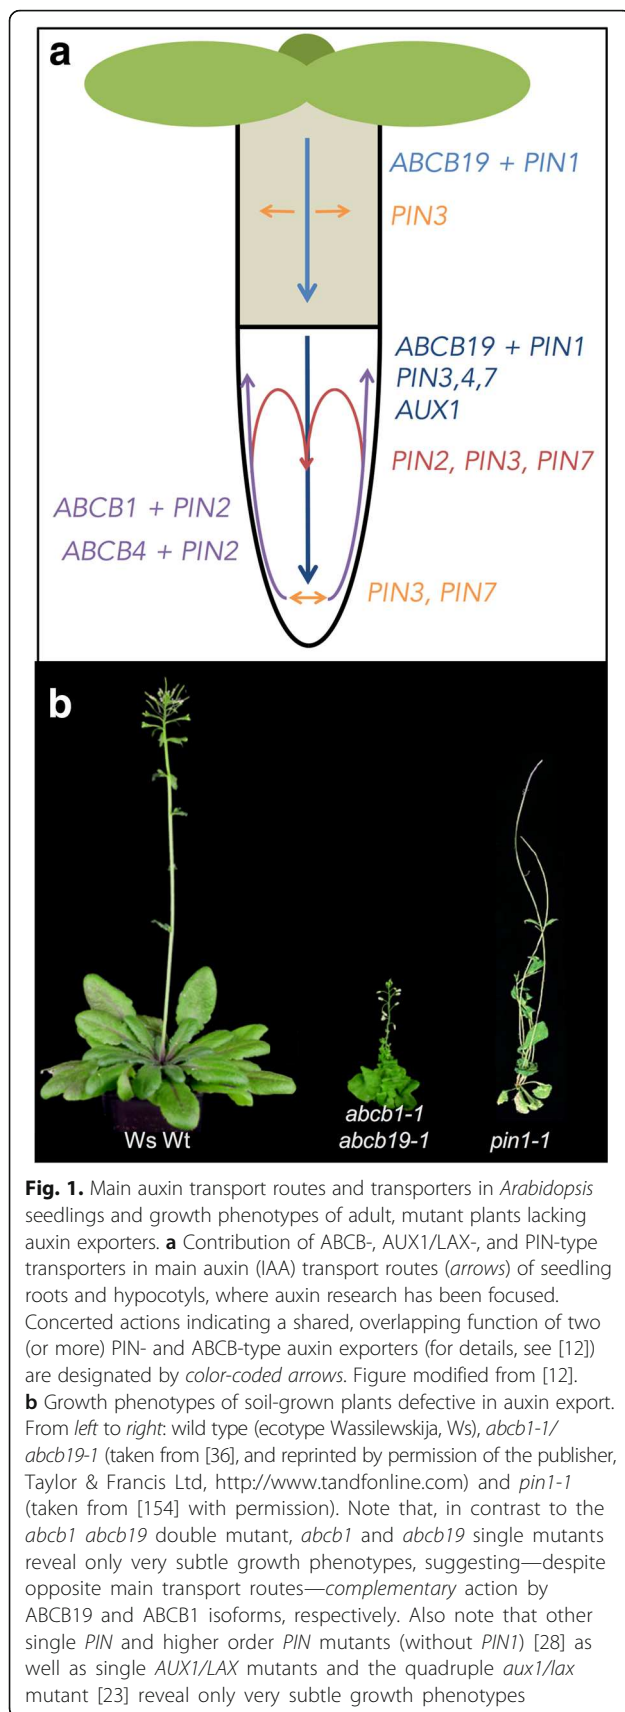 a
ABCB19 + PIN1
PIN3
ABCB19 + PIN1
PIN3,4,7
AUX1
PIN2, PIN3, PIN7
ABCB1 + PIN2
ABCB4 + PIN2
PIN3, PIN7
b
Ws Wt
abcb1-1
abcb19-1
pin1-1
Fig. 1. Main auxin transport routes and transporters in Arabidopsis
seedlings and growth phenotypes of adult, mutant plants lacking
auxin exporters. a Contribution of ABCB-, AUX1/LAX-, and PIN-type
transporters in main auxin (IAA) transport routes (arrows) of seedling
roots and hypocotyls, where auxin research has been focused.
Concerted actions indicating a shared, overlapping function of two
(or more) PIN- and ABCB-type auxin exporters (for details, see [12])
are designated by color-coded arrows. Figure modified from [12].
b Growth phenotypes of soil-grown plants defective in auxin export.
From left to right: wild type (ecotype Wassilewskija, Ws), abcb1-1/
abcb19-1 (taken from [36], and reprinted by permission of the publisher,
Taylor & Francis Ltd, http://www.tandfonline.com) and pin1-1
(taken from [154] with permission). Note that, in contrast to the
abcb1 abcb19 double mutant, abcb1 and abcb19 single mutants
reveal only very subtle growth phenotypes, suggesting—despite
opposite main transport routes—complementary action by
ABCB19 and ABCB1 isoforms, respectively. Also note that other
single PIN and higher order PIN mutants (without PIN1) [28] as
well as single AUX1/LAX mutants and the quadruple aux1/lax
mutant [23] reveal only very subtle growth phenotypes